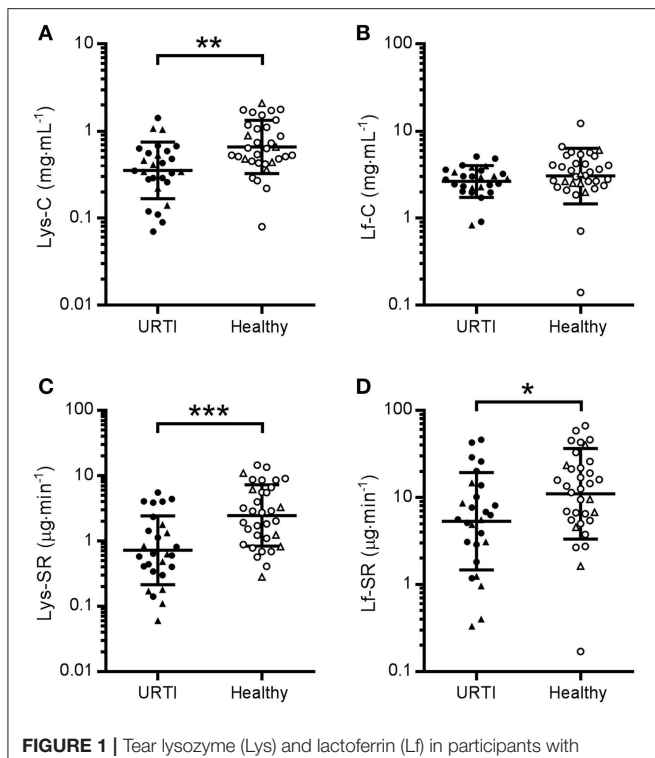 A
B
10
1
0.1
0.01
Lys-C (mg·mL⁻¹)
**
URTI Healthy
100
10
1
0.1
Lf-C (mg·mL⁻¹)
URTI Healthy
C
D
100
10
1
0.1
0.01
Lys-SR (µg·min⁻¹)
***
URTI Healthy
100
10
1
0.1
Lf-SR (µg·min⁻¹)
*
URTI Healthy
FIGURE 1 | Tear lysozyme (Lys) and lactoferrin (Lf) in participants with